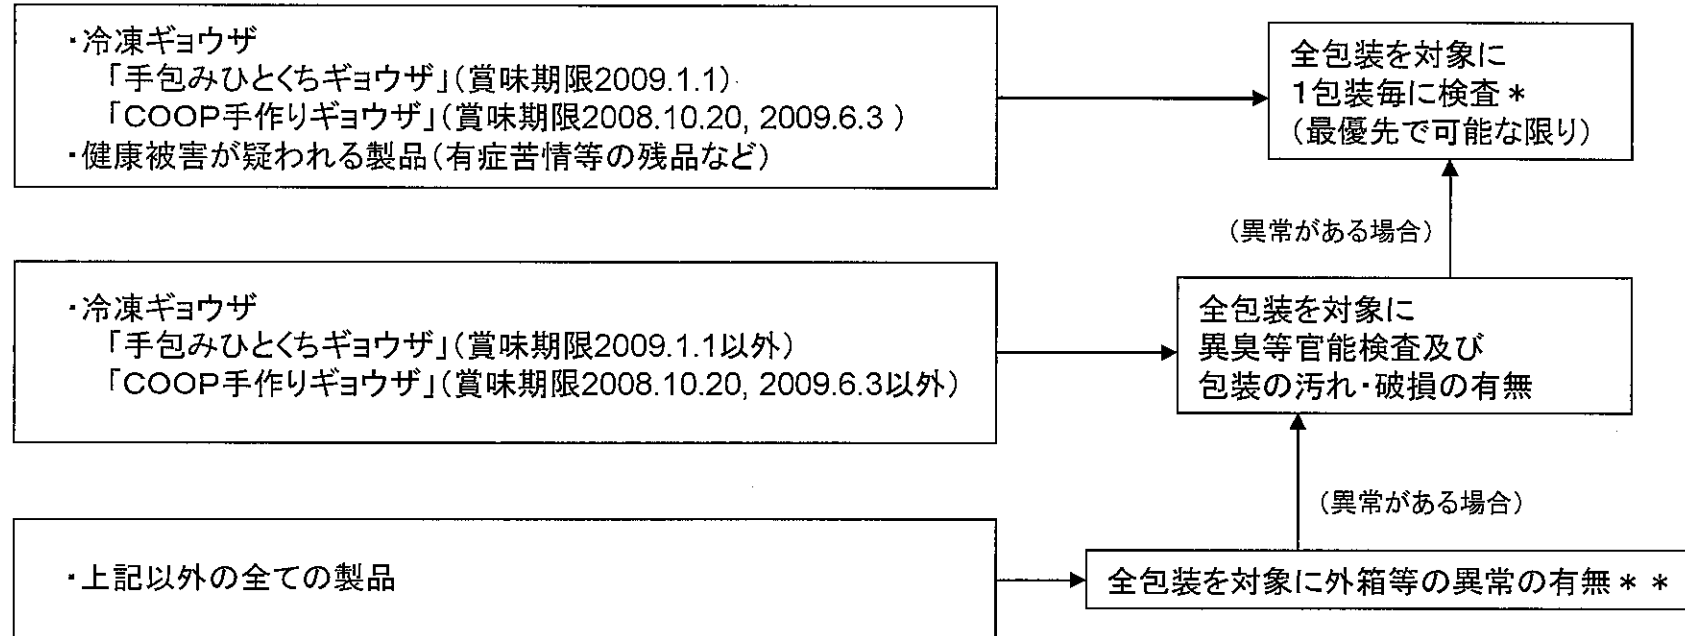 ・冷凍ギョウザ
「手包みひとくちギョウザ」（賞味期限2009.1.1）
「COOP手作りギョウザ」（賞味期限2008.10.20, 2009.6.3 ）
・健康被害が疑われる製品（有症苦情等の残品など）
全包装を対象に
1包装毎に検査＊
（最優先で可能な限り）
（異常がある場合）
・冷凍ギョウザ
「手包みひとくちギョウザ」（賞味期限2009.1.1以外）
「COOP手作りギョウザ」（賞味期限2008.10.20, 2009.6.3以外）
全包装を対象に
異臭等官能検査及び
包装の汚れ・破損の有無
（異常がある場合）
・上記以外の全ての製品
全包装を対象に外箱等の異常の有無＊＊